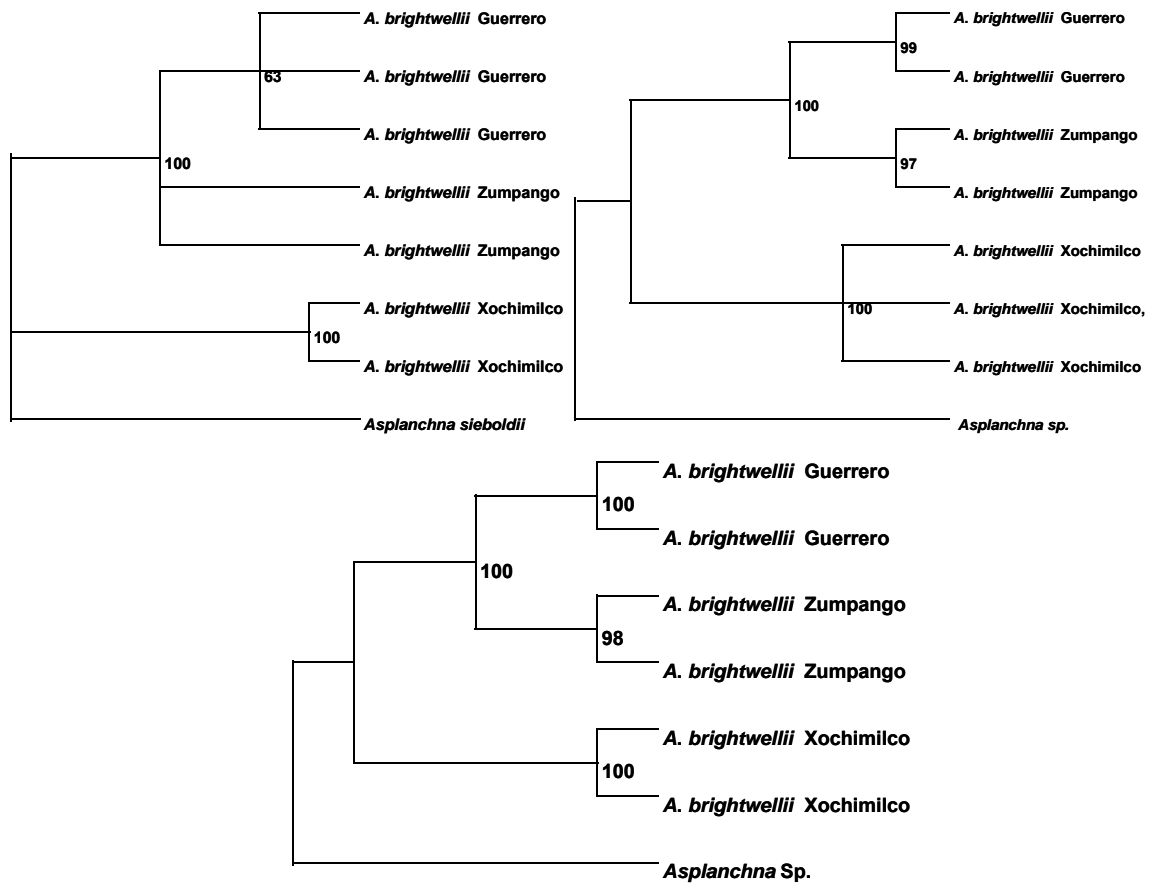 A. brightwellii Guerrero
63
A. brightwellii Guerrero
A. brightwellii Guerrero
100
A. brightwellii Zumpango
A. brightwellii Zumpango
A. brightwellii Xochimilco
100
A. brightwellii Xochimilco
Asplanchna sieboldii
A. brightwellii Guerrero
99
A. brightwellii Guerrero
100
A. brightwellii Zumpango
97
A. brightwellii Zumpango
A. brightwellii Xochimilco
100
A. brightwellii Xochimilco,
A. brightwellii Xochimilco
Asplanchna sp.
A. brightwellii Guerrero
100
A. brightwellii Guerrero
100
A. brightwellii Zumpango
98
A. brightwellii Zumpango
A. brightwellii Xochimilco
100
A. brightwellii Xochimilco
Asplanchna Sp.